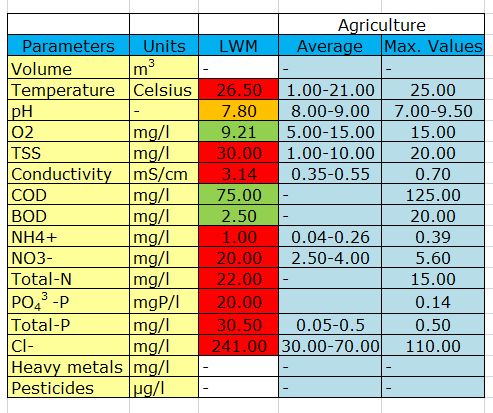 Agriculture
Parameters Units LWM Average Max. Values
Volume m³ - - -
Temperature Celsius 26.50 1.00-21.00 25.00
pH - 7.80 8.00-9.00 7.00-9.50
O2 mg/l 9.21 5.00-15.00 15.00
TSS mg/l 30.00 1.00-10.00 20.00
Conductivity mS/cm 3.14 0.35-0.55 0.70
COD mg/l 75.00 - 125.00
BOD mg/l 2.50 - 20.00
NH4+ mg/l 1.00 0.04-0.26 0.39
NO3- mg/l 20.00 2.50-4.00 5.60
Total-N mg/l 22.00 - 15.00
PO₄³ -P mgP/l 20.00 0.14
Total-P mg/l 30.50 0.05-0.5 0.50
Cl- mg/l 241.00 30.00-70.00 110.00
Heavy metals mg/l - - -
Pesticides µg/l - - -